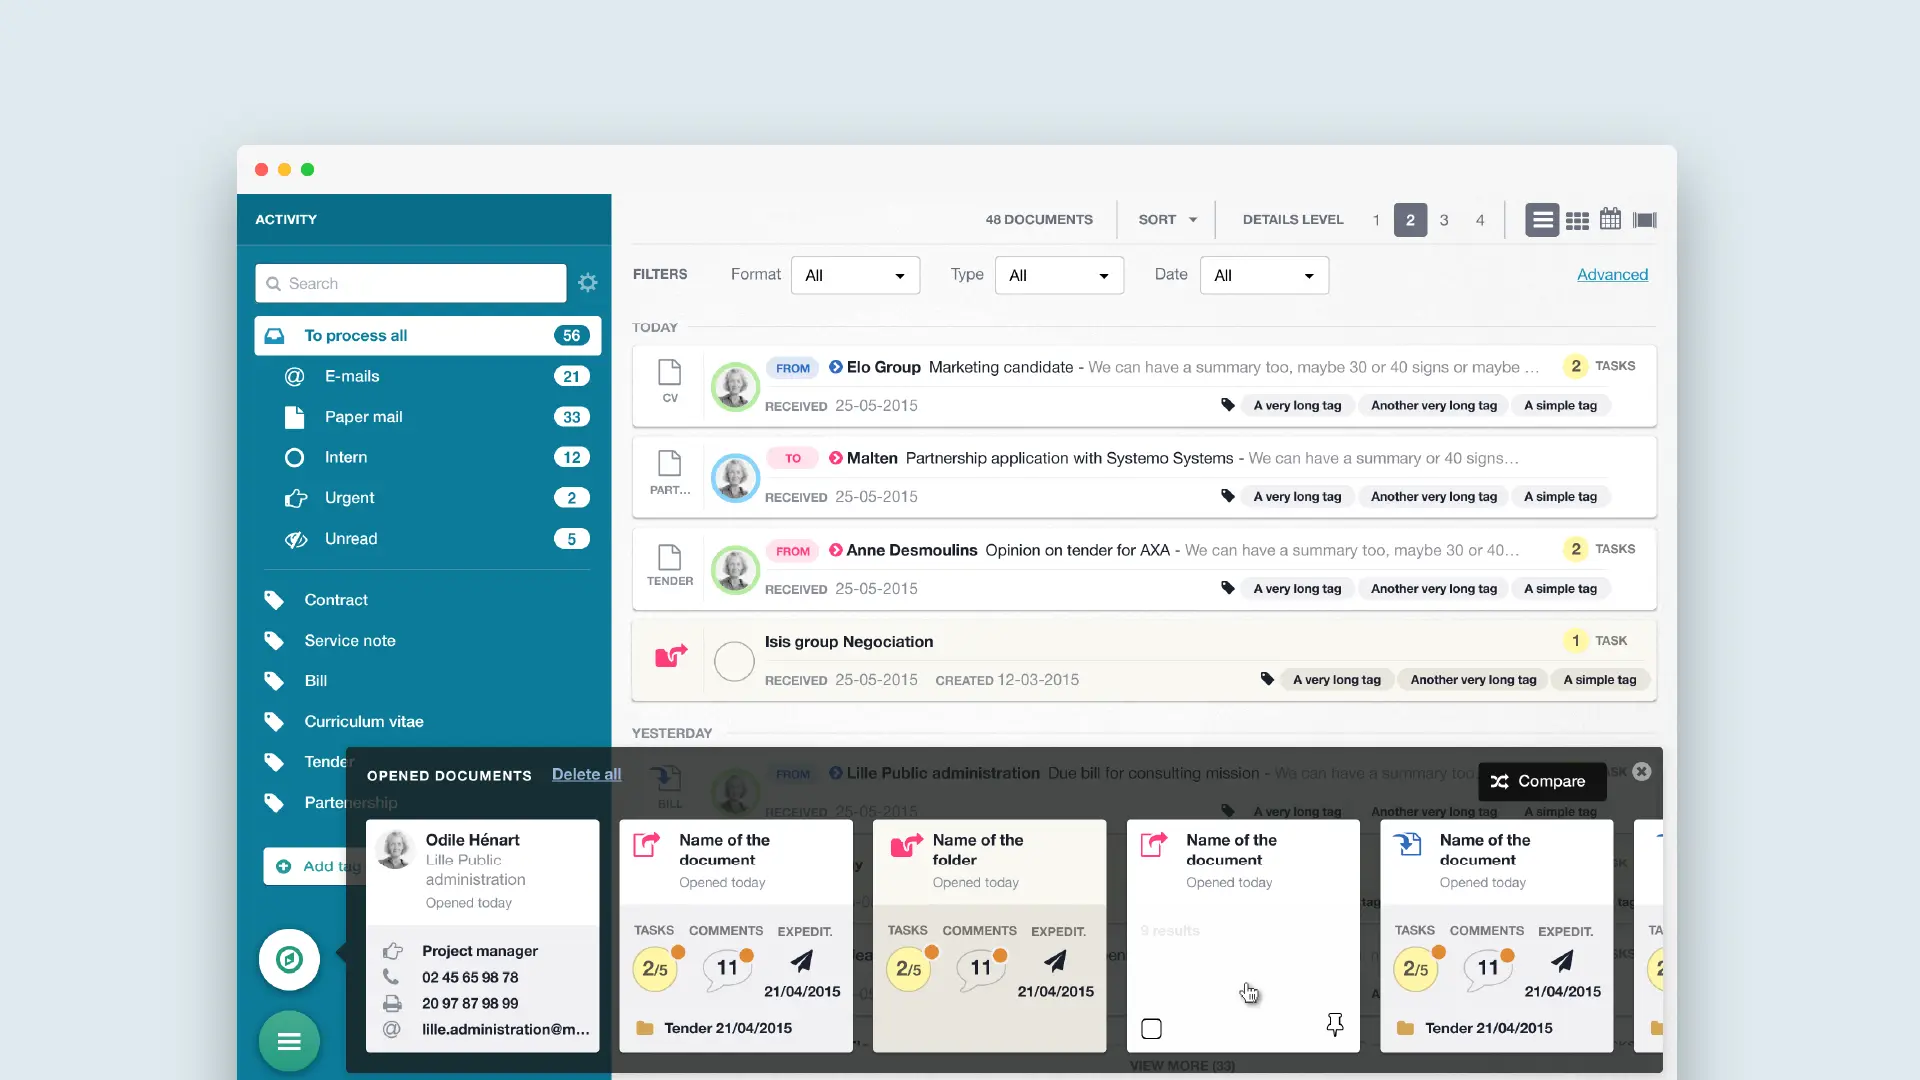 ACTIVITY
Search
To process all 56
E-mails 21
Paper mail 33
Intern 12
Urgent 2
Unread 5
Contract
Service note
Bill
Curriculum vitae
Tender
Partenership
Add tag
48 DOCUMENTS SORT DETAILS LEVEL 1 2 3 4
FILTERS Format All Type All Date All Advanced
TODAY
CV
FROM Elo Group Marketing candidate - We can have a summary too, maybe 30 or 40 signs or maybe ... 2 TASKS
RECEIVED 25-05-2015 A very long tag Another very long tag A simple tag
PART...
TO Malten Partnership application with Systemo Systems - We can have a summary or 40 signs...
RECEIVED 25-05-2015 A very long tag Another very long tag A simple tag
TENDER
FROM Anne Desmoulins Opinion on tender for AXA - We can have a summary too, maybe 30 or 40... 2 TASKS
RECEIVED 25-05-2015 A very long tag Another very long tag A simple tag
Isis group Negociation 1 TASK
RECEIVED 25-05-2015 CREATED 12-03-2015 A very long tag Another very long tag A simple tag
YESTERDAY
BILL
FROM Lille Public administration Due bill for consulting mission - We can have a summary too
RECEIVED 25-05-2015 A very long tag Another very long tag A simple tag
OPENED DOCUMENTS Delete all Compare
Odile Hénart
Lille Public
administration
Opened today
Project manager
02 45 65 98 78
20 97 87 98 99
lille.administration@m...
Name of the
document
Opened today
TASKS COMMENTS EXPEDIT.
2/5 11 21/04/2015
Tender 21/04/2015
Name of the
folder
Opened today
TASKS COMMENTS EXPEDIT.
2/5 11 21/04/2015
Name of the
document
Opened today
9 results
Name of the
document
Opened today
TASKS COMMENTS EXPEDIT.
2/5 11 21/04/2015
Tender 21/04/2015
TA
2
VIEW MORE (33)